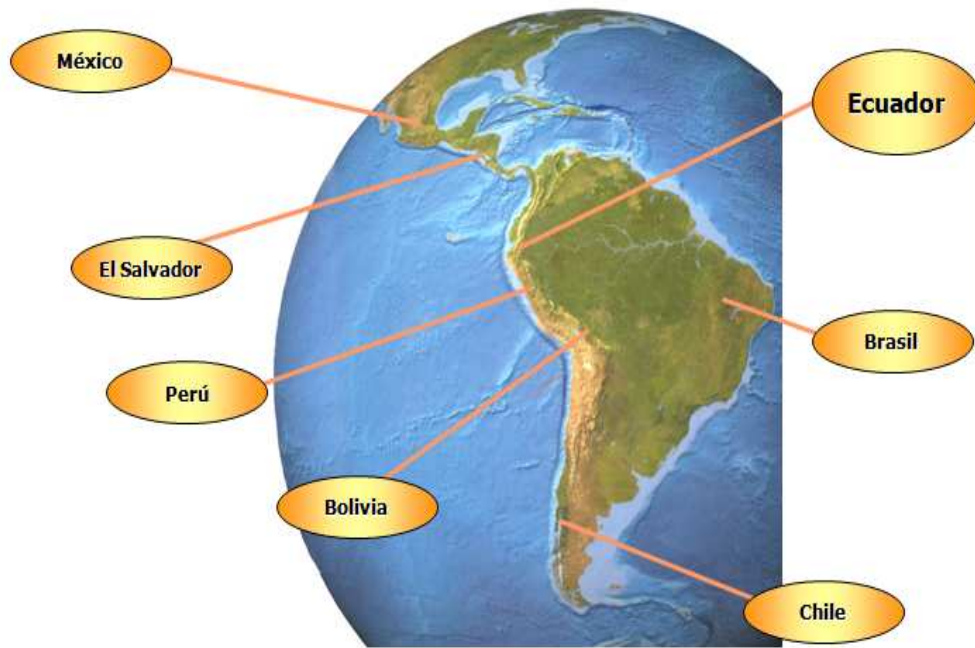 México
Ecuador
El Salvador
Brasil
Perú
Bolivia
Chile